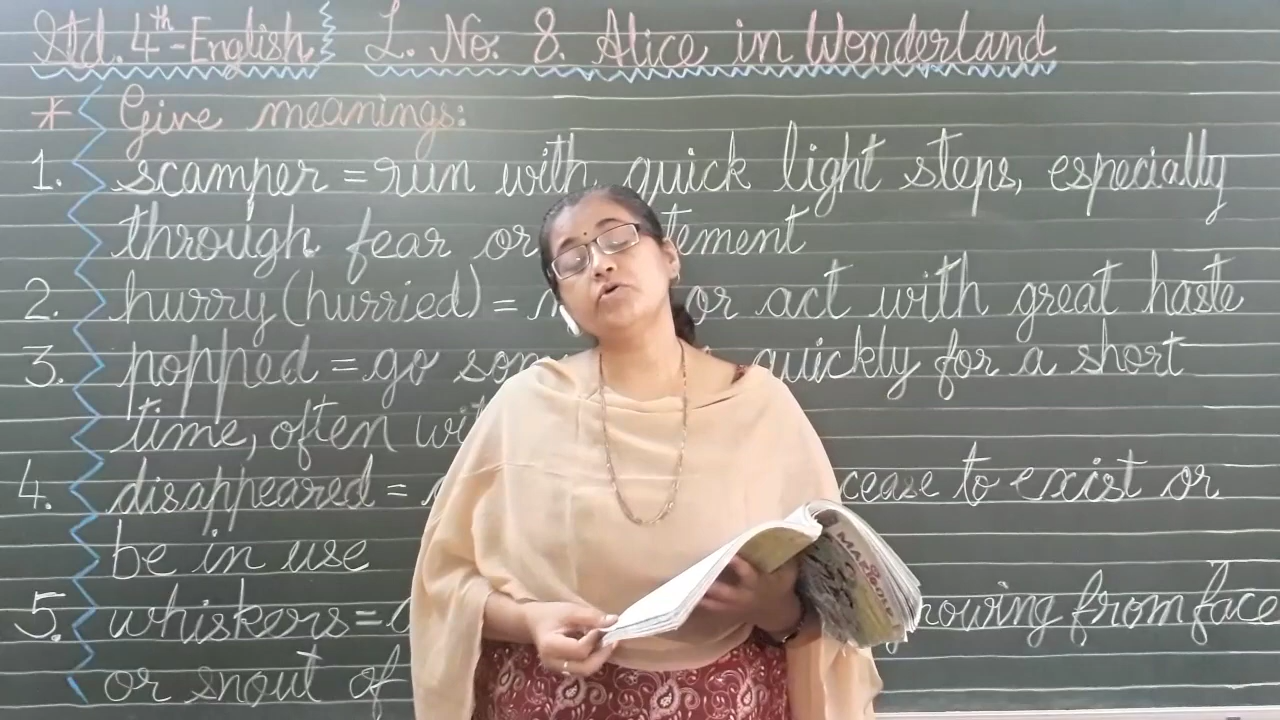 Std. 4th - English L. No. 8. Alice in Wonderland
* Give meanings:
1. scamper = run with quick light steps, especially
through fear or tement
2. hurry (hurried) = or act with great haste
3. popped = go quickly for a short
time, often
4. disappeared = cease to exist or
be in use
5. whiskers = from face
or snout of